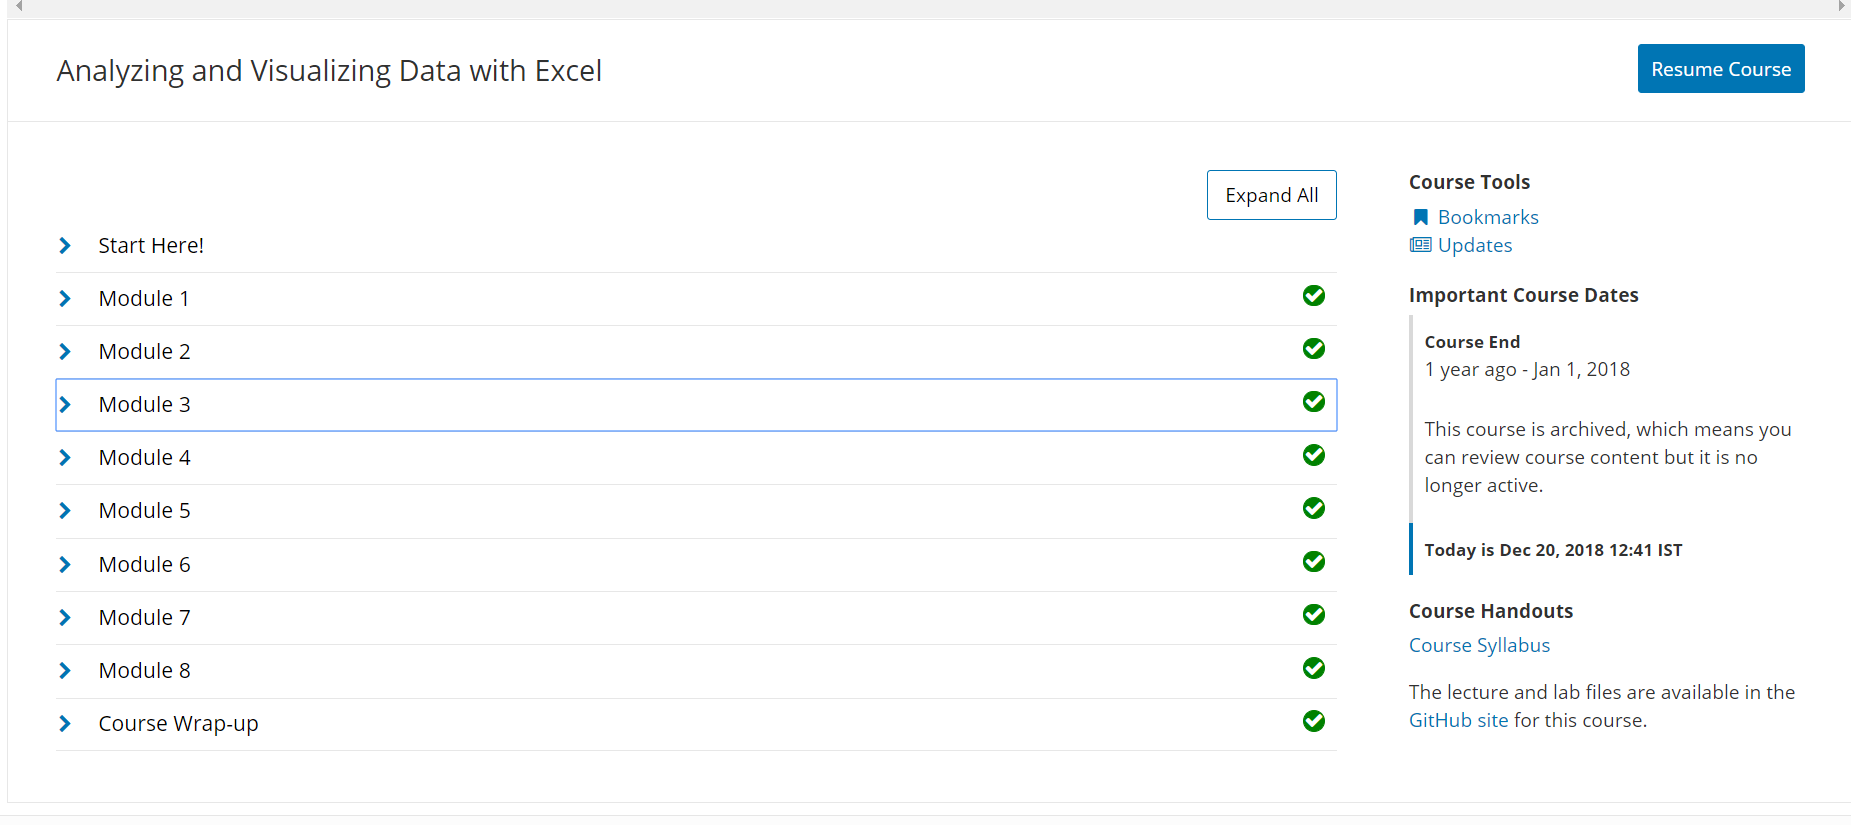 Analyzing and Visualizing Data with Excel
Resume Course
Expand All
Start Here!
Module 1
Module 2
Module 3
Module 4
Module 5
Module 6
Module 7
Module 8
Course Wrap-up
Course Tools
Bookmarks
Updates
Important Course Dates
Course End
1 year ago - Jan 1, 2018
This course is archived, which means you
can review course content but it is no
longer active.
Today is Dec 20, 2018 12:41 IST
Course Handouts
Course Syllabus
The lecture and lab files are available in the
GitHub site for this course.